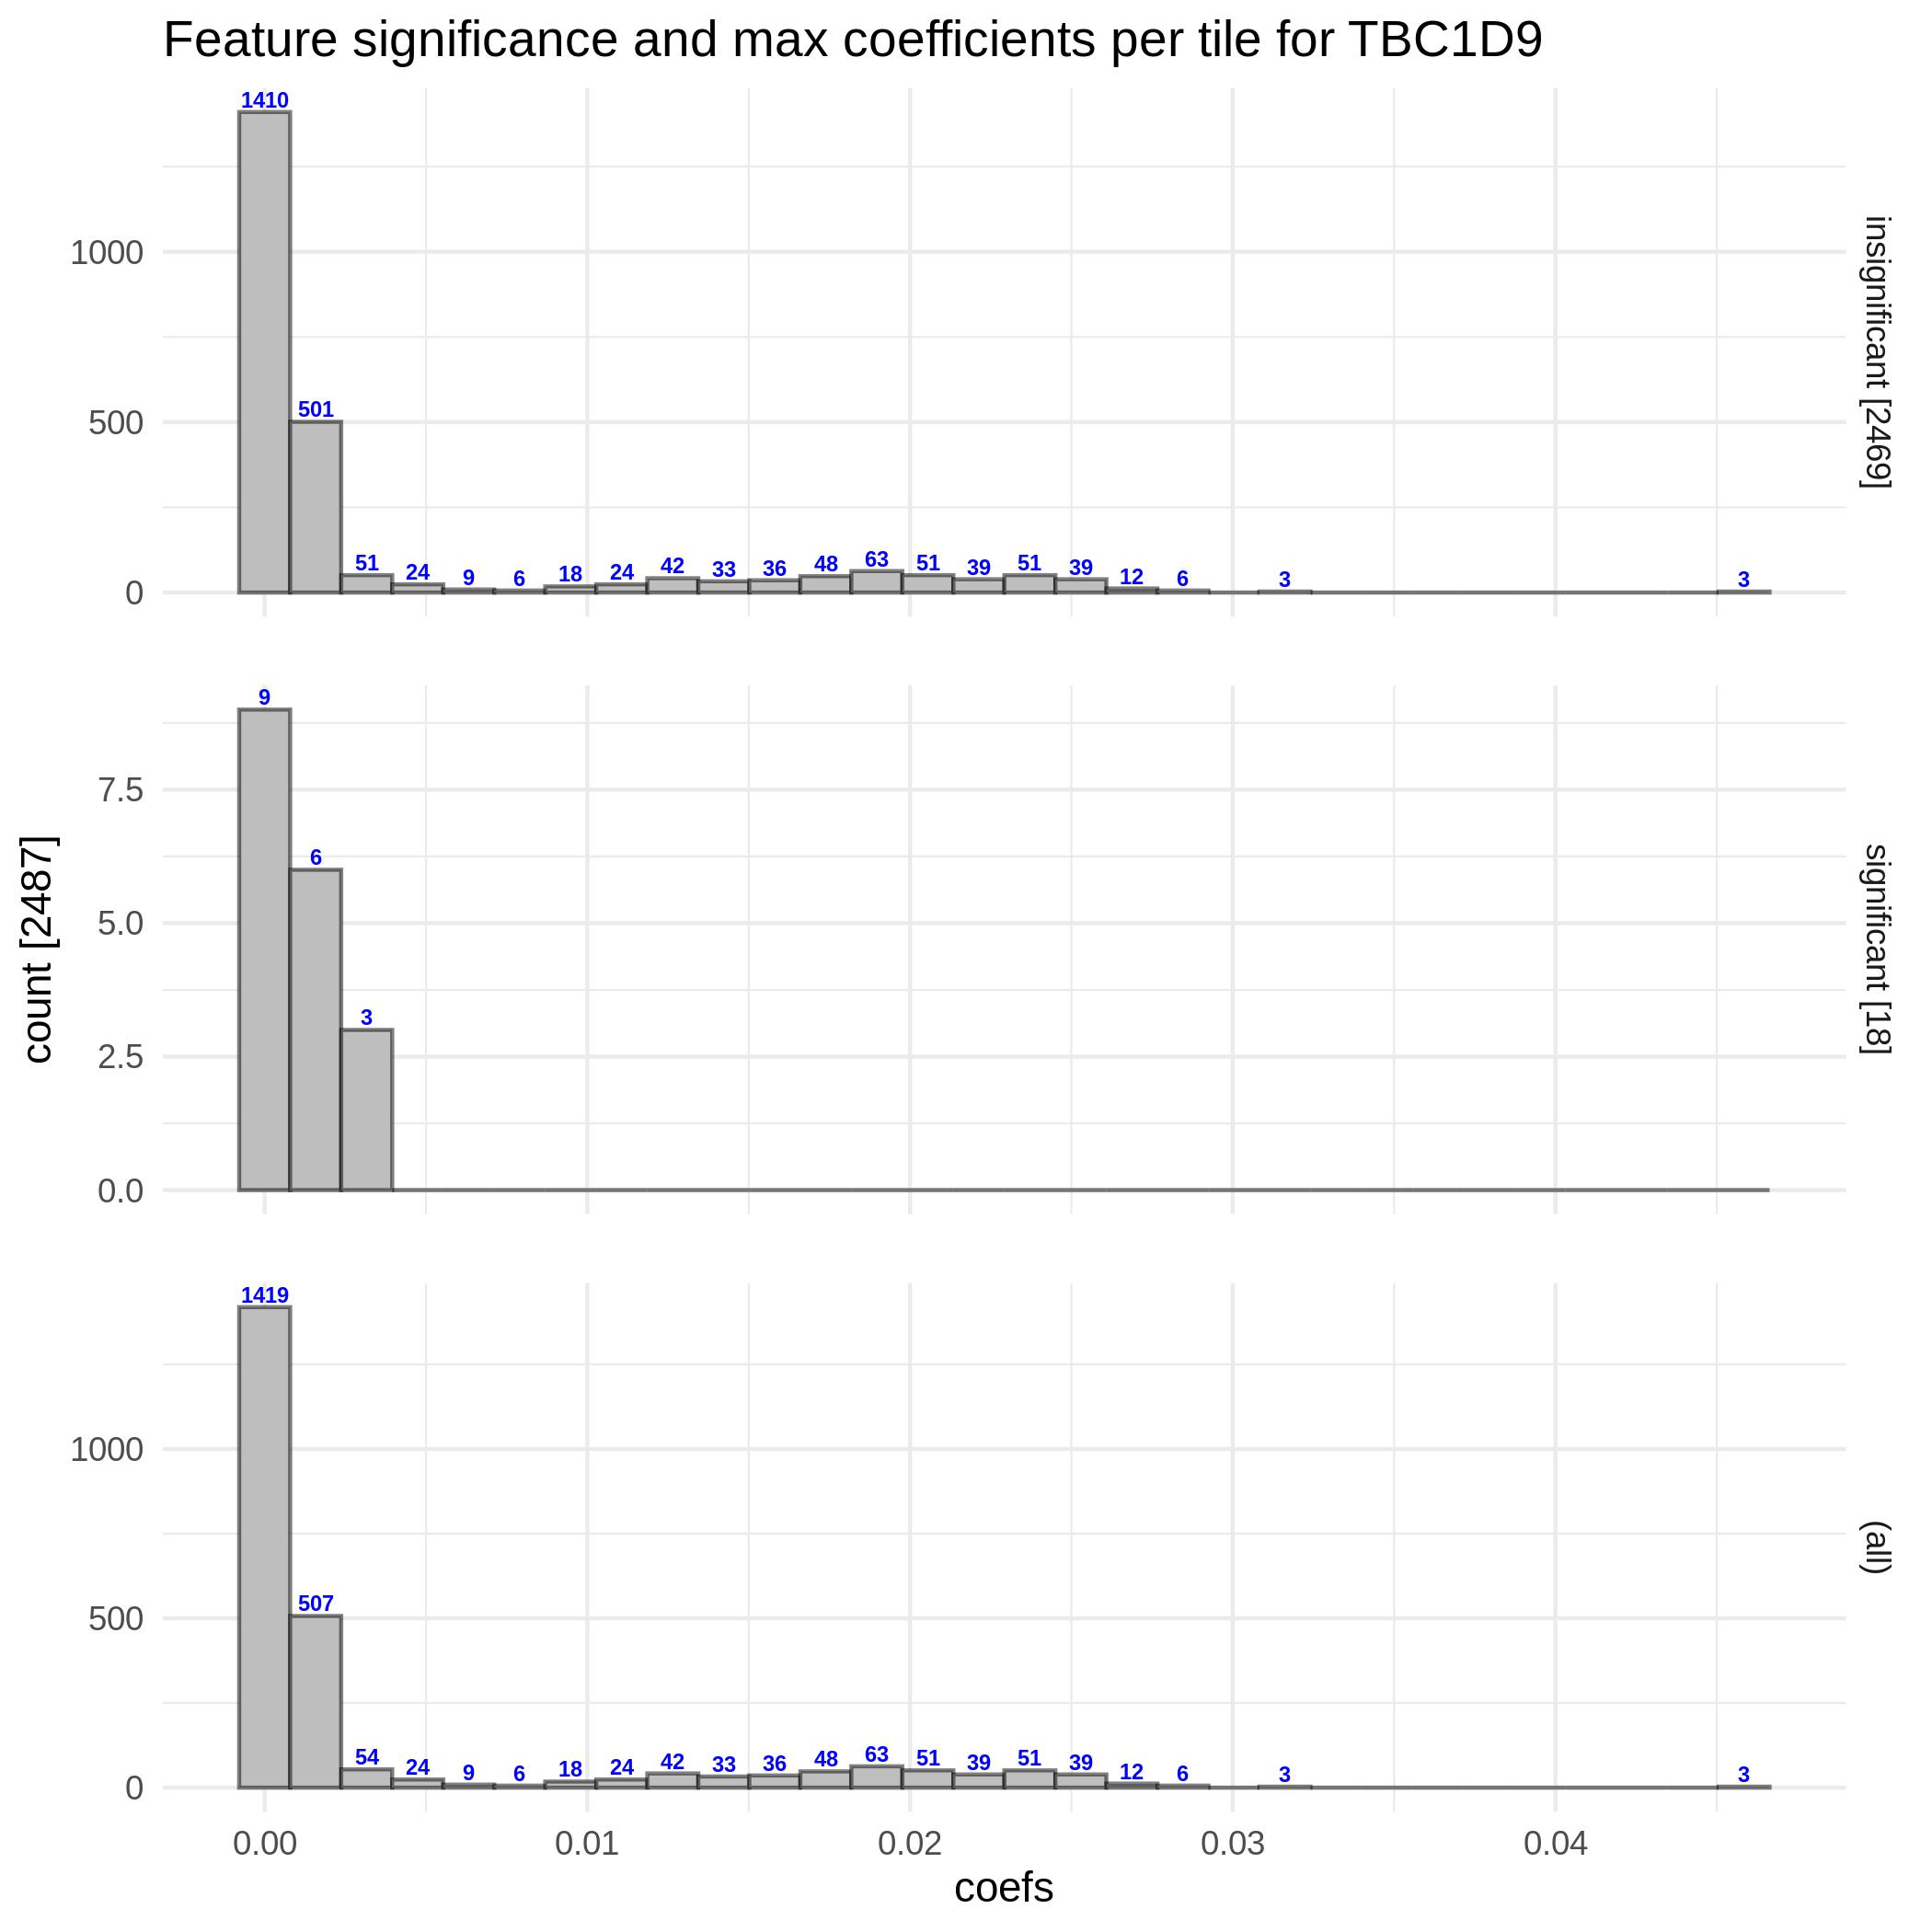 Feature significance and max coefficients per tile for TBC1D9
1410
501
51 24 9 6 18 24 42 33 36 48 63 51 39 51 39 12 6 3 3
1000
500
0
insignificant [2469]
9
6
3
7.5
5.0
2.5
0.0
significant [18]
count [2487]
1419
507
54 24 9 6 18 24 42 33 36 48 63 51 39 51 39 12 6 3 3
1000
500
0
(all)
0.00 0.01 0.02 0.03 0.04
coefs